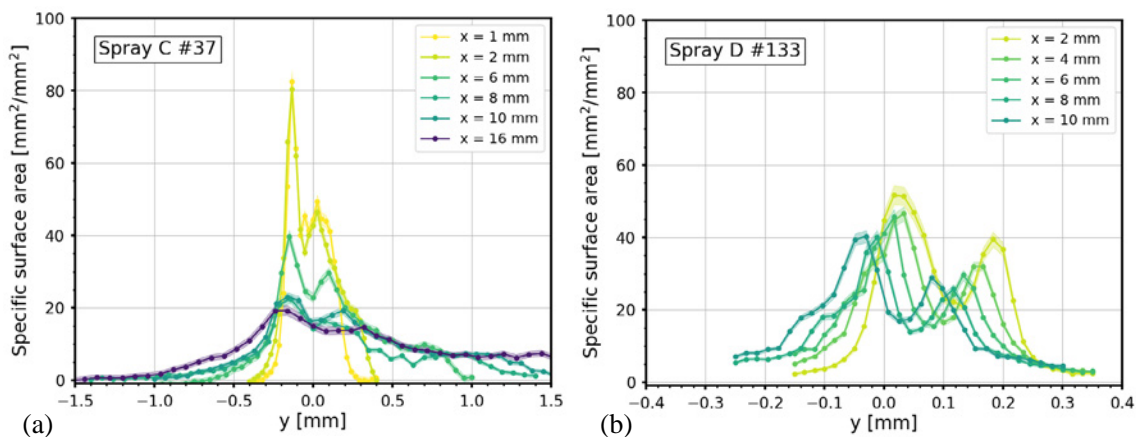 Spray C #37
x = 1 mm
x = 2 mm
x = 6 mm
x = 8 mm
x = 10 mm
x = 16 mm
Specific surface area [mm²/mm²]
100
80
60
40
20
0
−1.5 −1.0 −0.5 0.0 0.5 1.0 1.5
y [mm]
(a)
Spray D #133
x = 2 mm
x = 4 mm
x = 6 mm
x = 8 mm
x = 10 mm
Specific surface area [mm²/mm²]
100
80
60
40
20
0
−0.4 −0.3 −0.2 −0.1 0.0 0.1 0.2 0.3 0.4
y [mm]
(b)